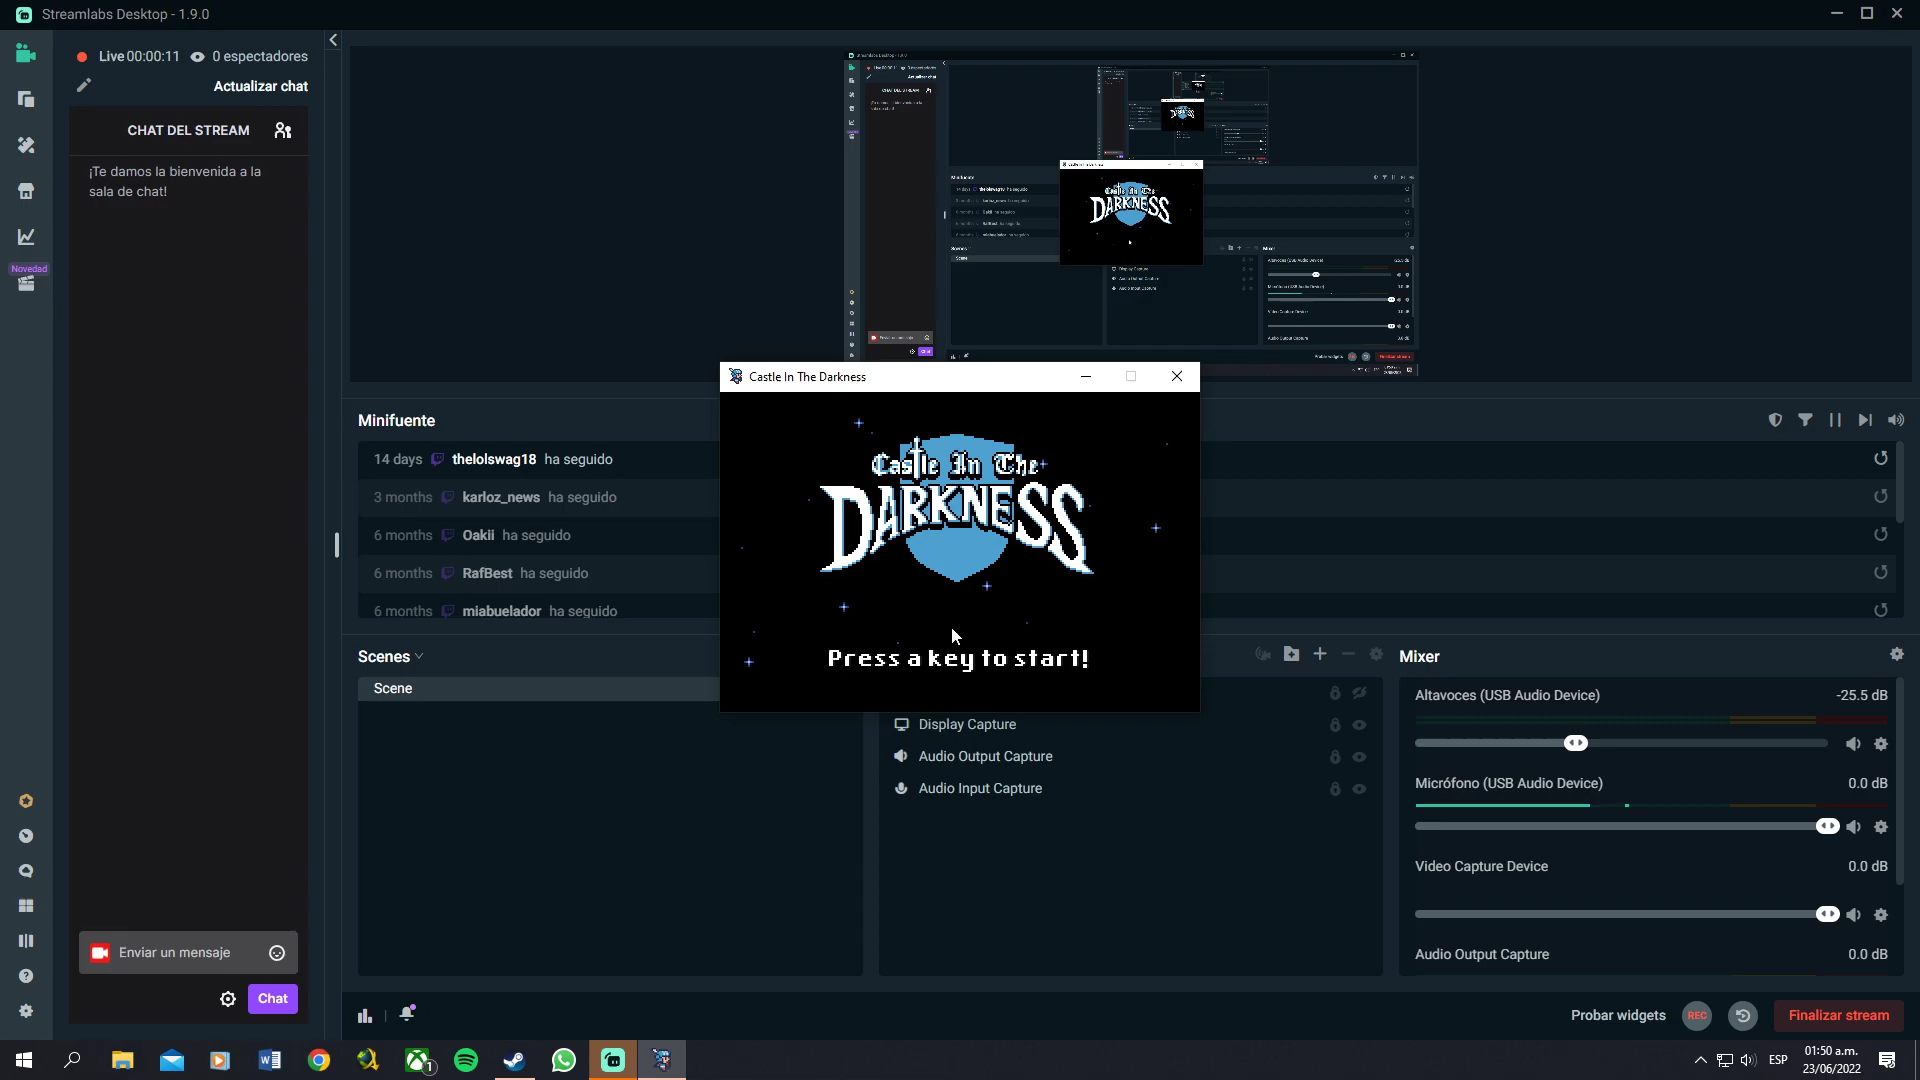 Streamlabs Desktop - 1.9.0
Live 00:00:11 0 espectadores
Actualizar chat
CHAT DEL STREAM
¡Te damos la bienvenida a la
sala de chat!
Novedad
Enviar un mensaje
Chat
Minifuente
14 days thelolswag18 ha seguido
3 months karloz_news ha seguido
6 months Oakii ha seguido
6 months RafBest ha seguido
6 months miabuelador ha seguido
Castle In The Darkness
Castle In The
DARKNESS
Press a key to start!
Scenes
Scene
Display Capture
Audio Output Capture
Audio Input Capture
Mixer
Altavoces (USB Audio Device) -25.5 dB
Micrófono (USB Audio Device) 0.0 dB
Video Capture Device 0.0 dB
Audio Output Capture 0.0 dB
Probar widgets
REC
Finalizar stream
1
ESP
01:50 a.m.
23/06/2022